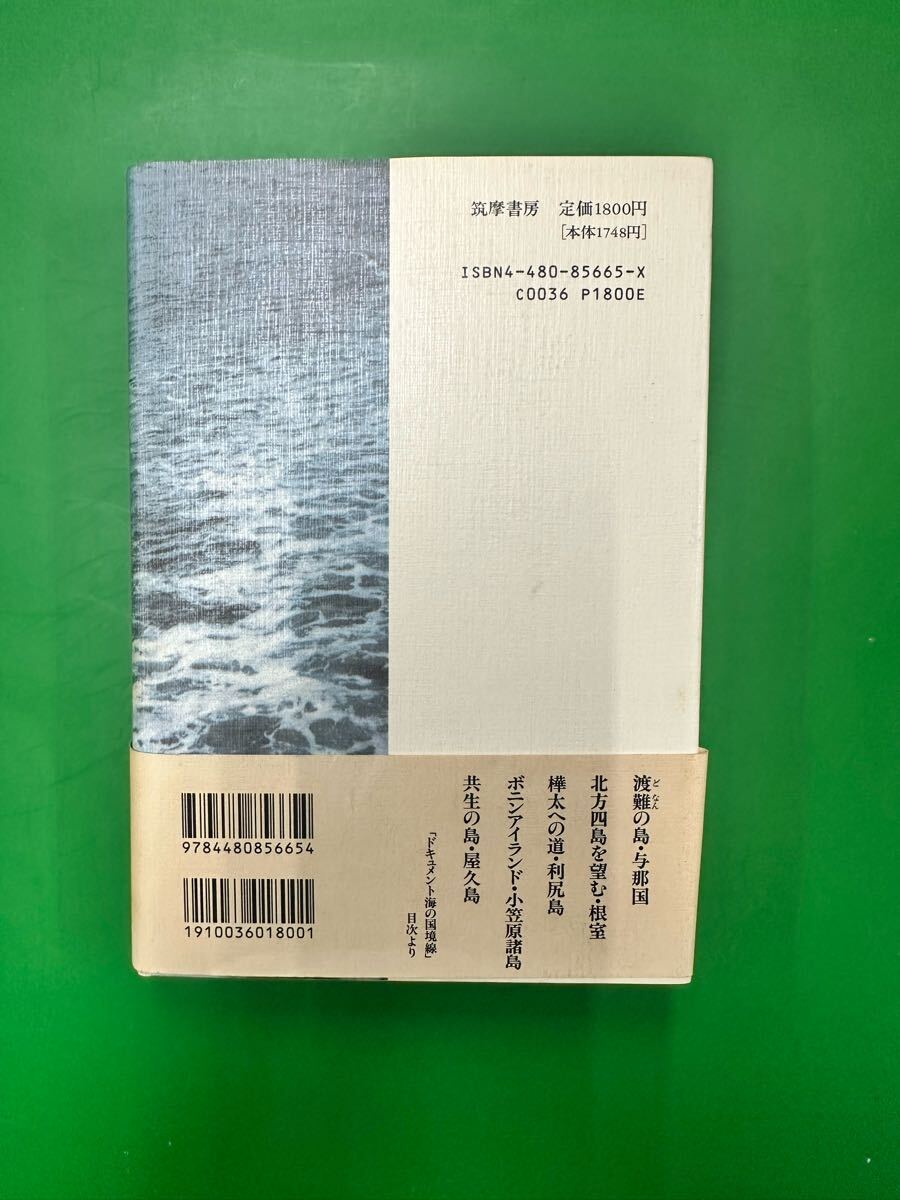 筑摩書房 定価1800円
[本体1748円]
ISBN4-480-85665-X
C0036 P1800E
渡難の島・与那国
どなん
北方四島を望む・根室
樺太への道・利尻島
ボニンアイランド・小笠原諸島
共生の島・屋久島
「ドキュメント海の国境線」
目次より
9784480856654
1910036018001